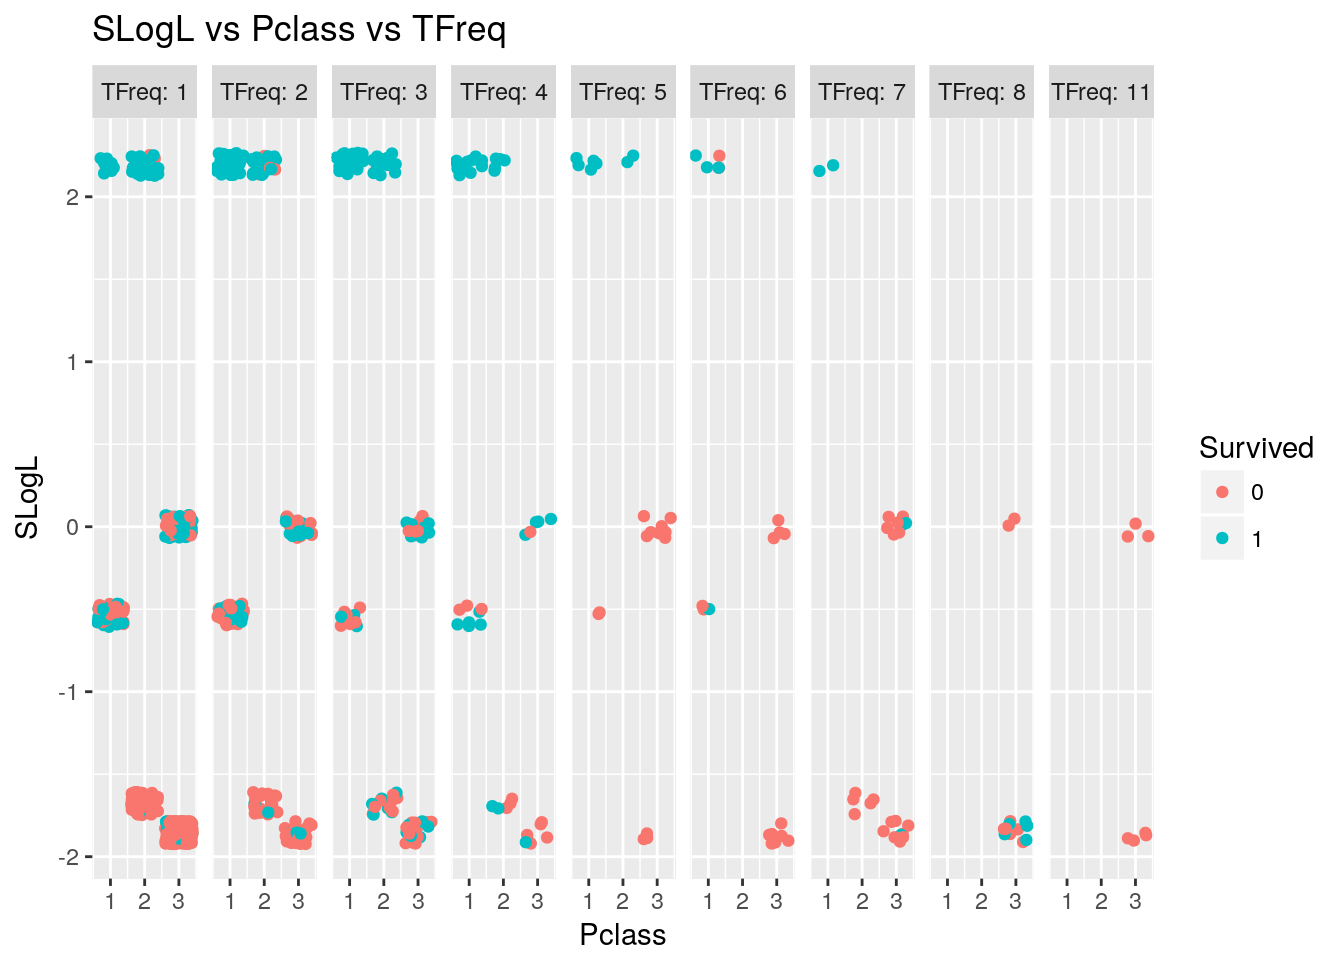 SLogL vs Pclass vs TFreq
TFreq: 1 TFreq: 2 TFreq: 3 TFreq: 4 TFreq: 5 TFreq: 6 TFreq: 7 TFreq: 8 TFreq: 11
2
1
0
-1
-2
SLogL
1 2 3 1 2 3 1 2 3 1 2 3 1 2 3 1 2 3 1 2 3 1 2 3 1 2 3
Pclass
Survived
0
1